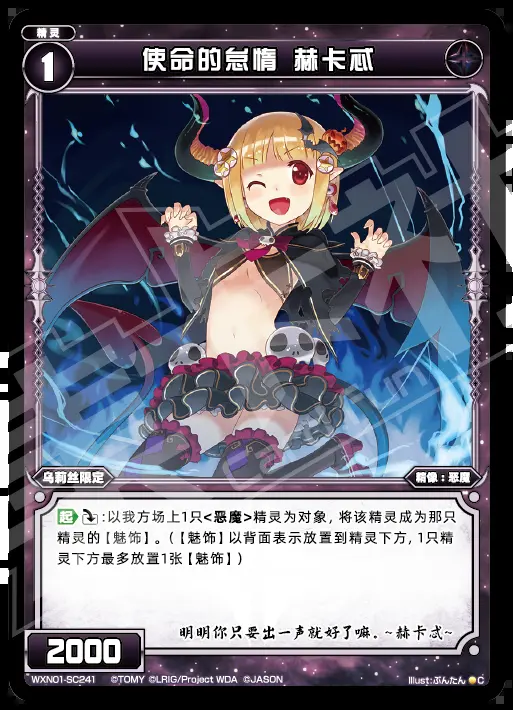 精灵
1
使命的怠惰 赫卡忒
乌莉丝限定
精像：恶魔
起 :以我方场上1只<恶魔>精灵为对象，将该精灵成为那只
精灵的【魅饰】。（【魅饰】以背面表示放置到精灵下方，1只精
灵下方最多放置1张【魅饰】）
明明你只要出一声就好了嘛。~赫卡忒~
2000
WXN01-SC241 ©TOMY ©LRIG/Project WDA ©JASON
Illust:ぶんたん C